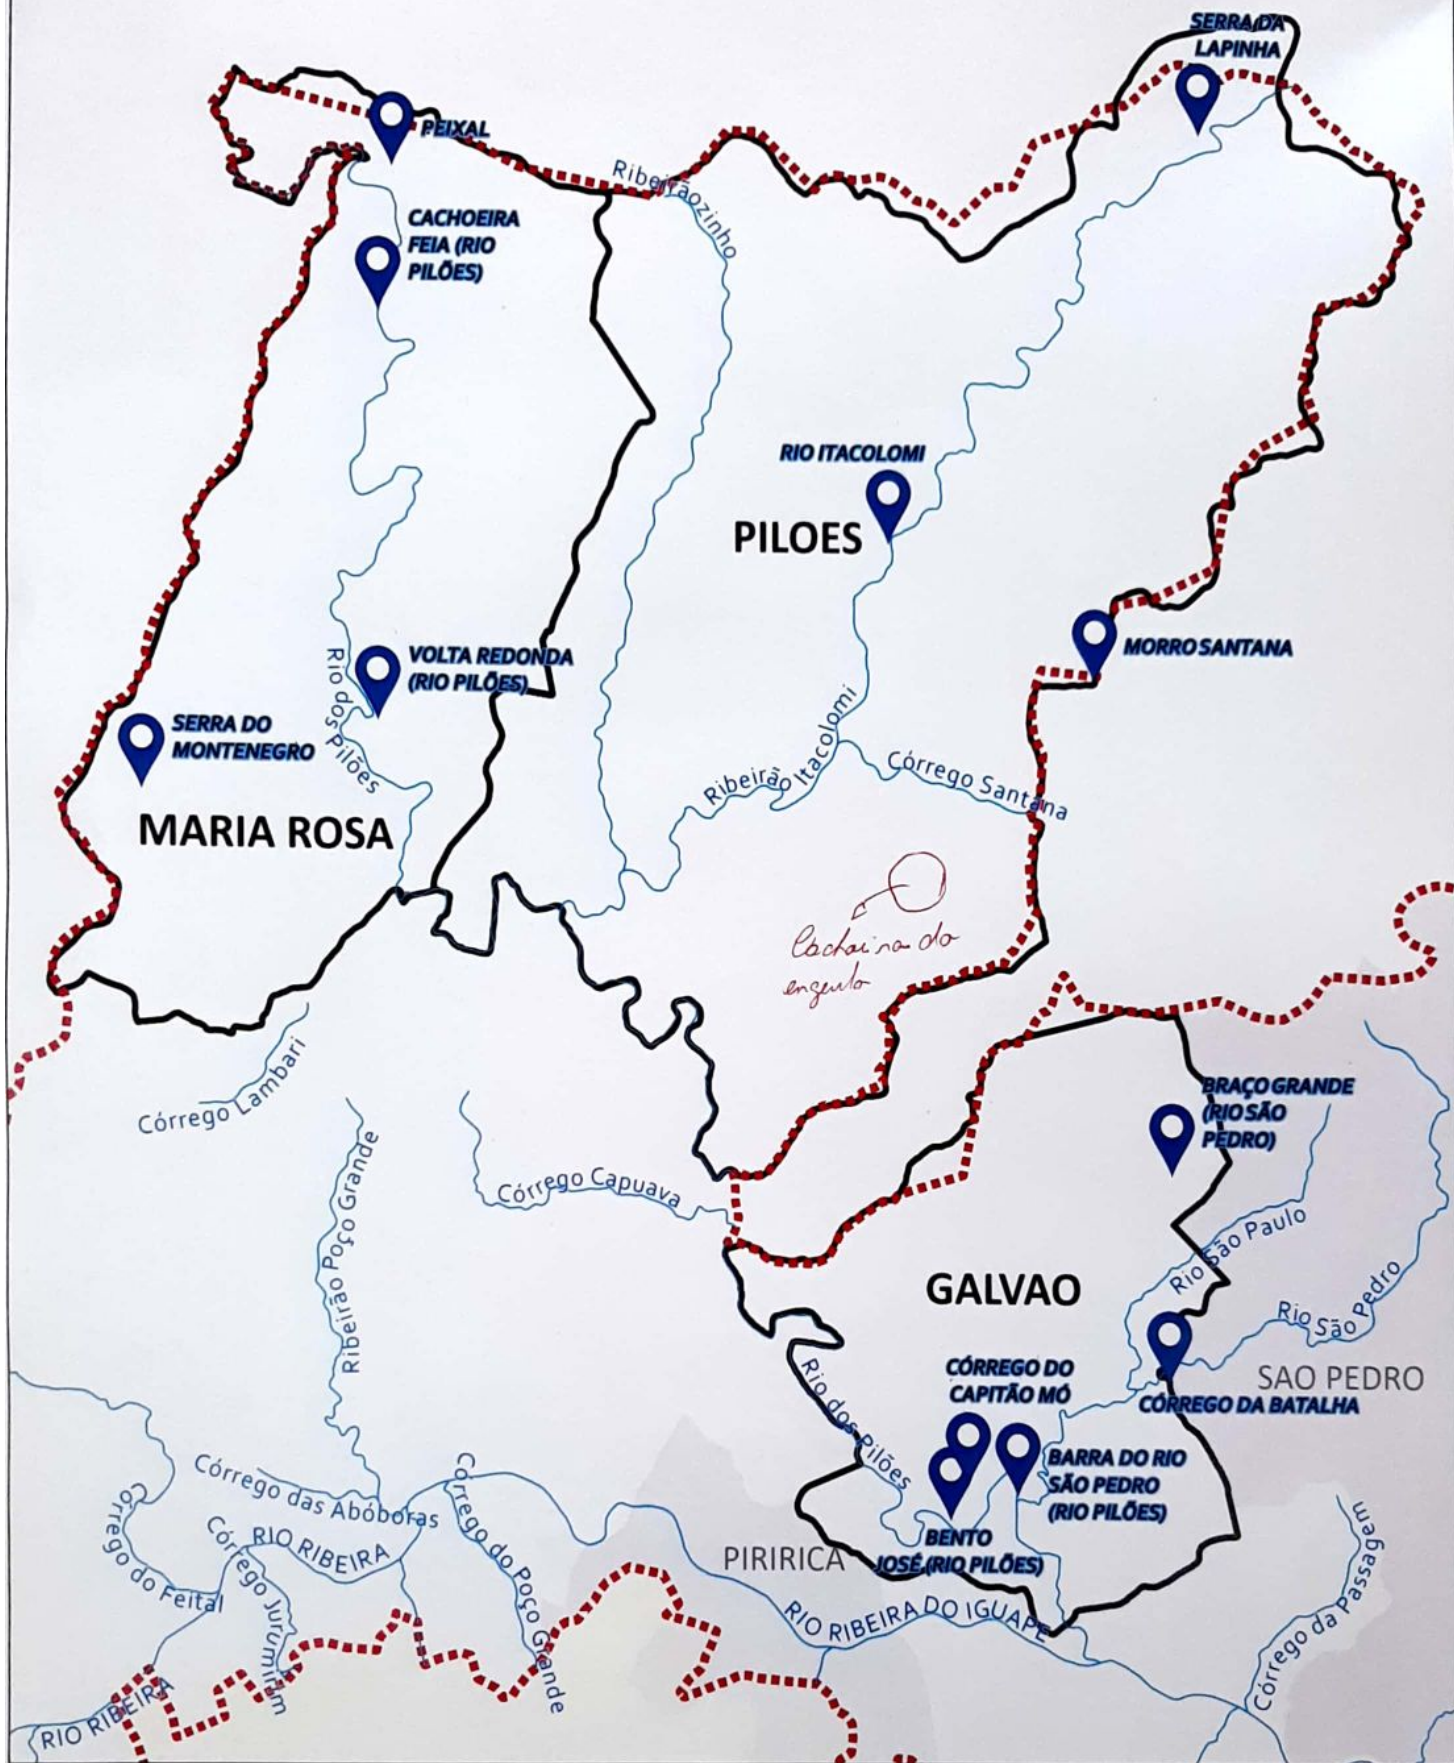 SERRA DA
LAPINHA
PEIXAL
Ribeirãozinho
CACHOEIRA
FEIA (RIO
PILÕES)
RIO ITACOLOMI
PILOES
MORRO SANTANA
VOLTA REDONDA
(RIO PILÕES)
Rio dos Pilões
SERRA DO
MONTENEGRO
Ribeirão Itacolomi
Córrego Santana
MARIA ROSA
Córrego Lambari
BRAÇO GRANDE
(RIO SÃO
PEDRO)
Ribeirão Poço Grande
Córrego Capuava
Rio São Paulo
GALVAO
Rio São Pedro
CÓRREGO DO
CAPITÃO MÓ
SAO PEDRO
CÓRREGO DA BATALHA
Rio dos Pilões
BARRA DO RIO
SÃO PEDRO
(RIO PILÕES)
Córrego das Abóboras
Córrego do Feital
Córrego Jurumirim
RIO RIBEIRA
Córrego do Poço Grande
BENTO
JOSÉ (RIO PILÕES)
PIRIRICA
RIO RIBEIRA DO IGUAPE
Córrego da Passagem
RIO RIBEIRA